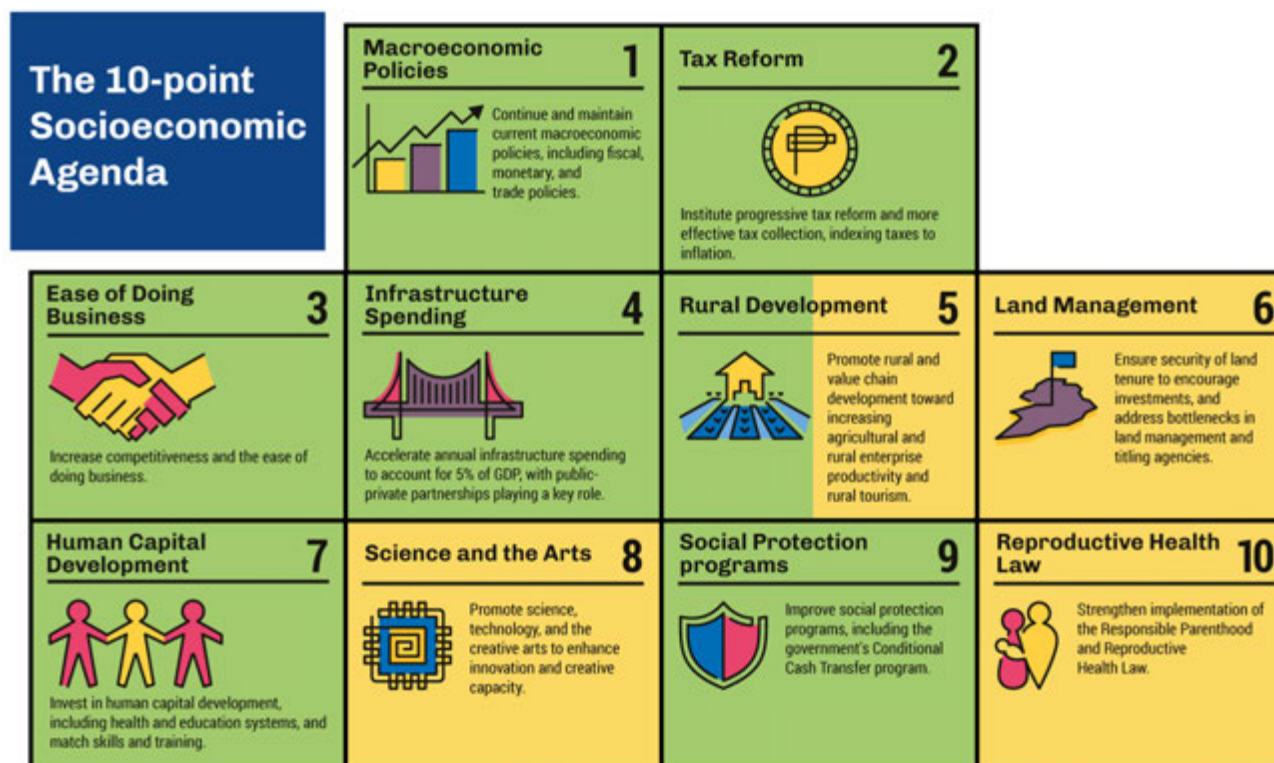 The 10-point
Socioeconomic
Agenda
Macroeconomic
Policies
1
Continue and maintain
current macroeconomic
policies, including fiscal,
monetary, and
trade policies.
Tax Reform
2
Institute progressive tax reform and more
effective tax collection, indexing taxes to
inflation.
Ease of Doing
Business
3
Increase competitiveness and the ease of
doing business.
Infrastructure
Spending
4
Accelerate annual infrastructure spending
to account for 5% of GDP, with public-
private partnerships playing a key role.
Rural Development
5
Promote rural and
value chain
development toward
increasing
agricultural and
rural enterprise
productivity and
rural tourism.
Land Management
6
Ensure security of land
tenure to encourage
investments, and
address bottlenecks in
land management and
titling agencies.
Human Capital
Development
7
Invest in human capital development,
including health and education systems, and
match skills and training.
Science and the Arts
8
Promote science,
technology, and the
creative arts to enhance
innovation and creative
capacity.
Social Protection
programs
9
Improve social protection
programs, including the
government's Conditional
Cash Transfer program.
Reproductive Health
Law
10
Strengthen implementation of
the Responsible Parenthood
and Reproductive
Health Law.